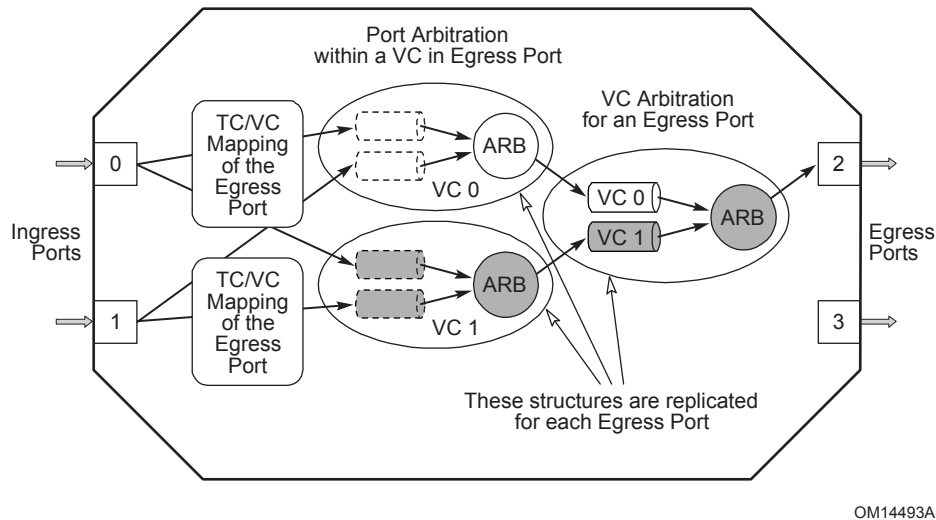 Port Arbitration
within a VC in Egress Port
VC Arbitration
for an Egress Port
TC/VC
Mapping
of the
Egress
Port
ARB
VC 0
0
2
VC 0
VC 1
ARB
Ingress
Ports
Egress
Ports
TC/VC
Mapping
of the
Egress
Port
ARB
VC 1
1
3
These structures are replicated
for each Egress Port
OM14493A